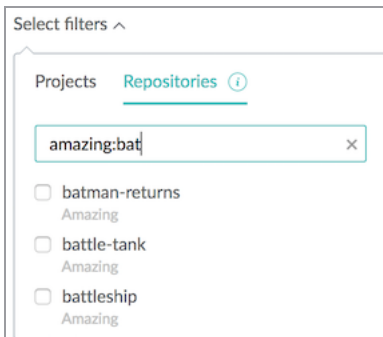 Select filters
Projects Repositories i
amazing:bat
batman-returns
Amazing
battle-tank
Amazing
battleship
Amazing